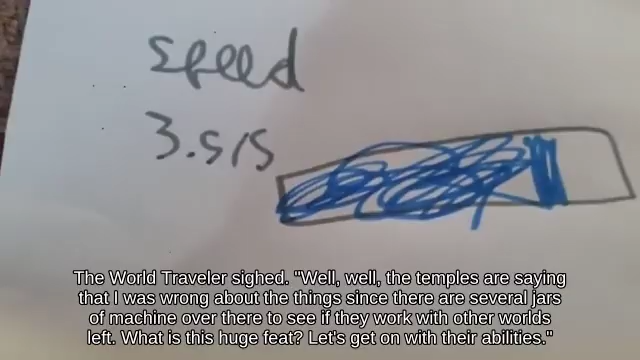 speed
3.5/5
The World Traveler sighed. "Well, well, the temples are saying
that I was wrong about the things since there are several jars
of machine over there to see if they work with other worlds
left. What is this huge feat? Let's get on with their abilities."